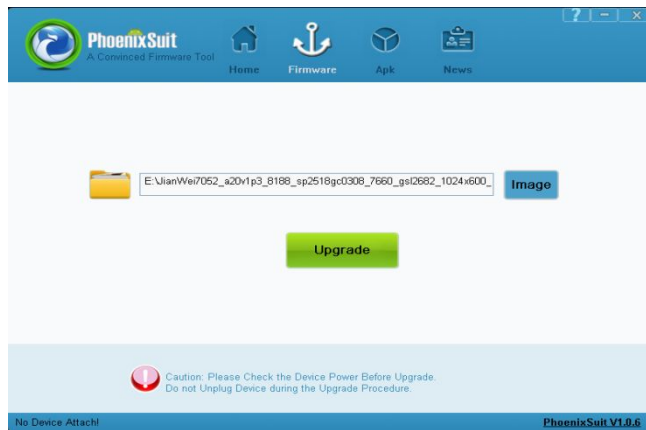 ? - x
PhoenixSuit
A Convinced Firmware Tool
Home Firmware Apk News
E:\JianWei7052_a20v1p3_8188_sp2518gc0308_7660_gsl2682_1024x600_
Image
Upgrade
Caution: Please Check the Device Power Before Upgrade.
Do not Unplug Device during the Upgrade Procedure.
No Device Attach!
PhoenixSuit V1.0.6